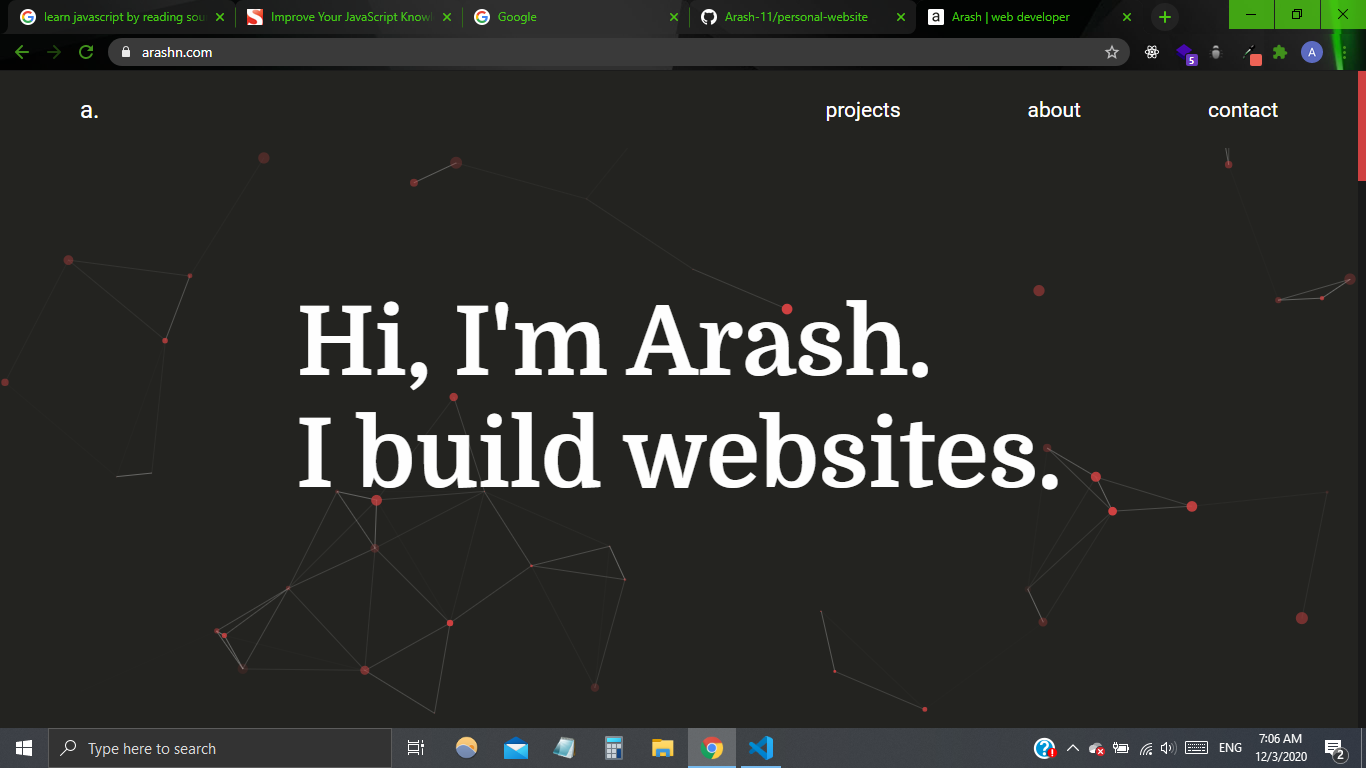 learn javascript by reading sou
Improve Your JavaScript Knowl
Google
Arash-11/personal-website
a
Arash | web developer
arashn.com
5
A
a.
projects
about
contact
Hi, I'm Arash.
I build websites.
Type here to search
ENG
7:06 AM
12/3/2020
2